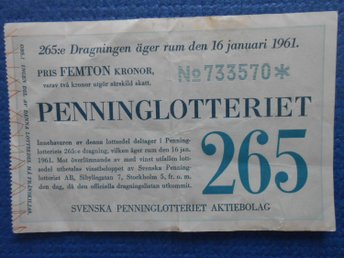 265:e Dragningen äger rum den 16 januari 1961.
PRIS FEMTON KRONOR,
varav två kronor utgör särskild skatt.
No 733570*
PENNINGLOTTERIET
Innehavaren av denna lottsedel deltager i Penning-
lotteriets 265:e dragning, vilken äger rum den 16 jan.
1961. Mot överlämnande av med vinst utfallen lott-
sedel utbetalas vinstbeloppet av Svenska Penning-
lotteriet AB, Sibyllegatan 7, Stockholm 5, fr. o. m.
den dag, då den officiella dragningslistan utkommit.
265
SVENSKA PENNINGLOTTERIET AKTIEBOLAG